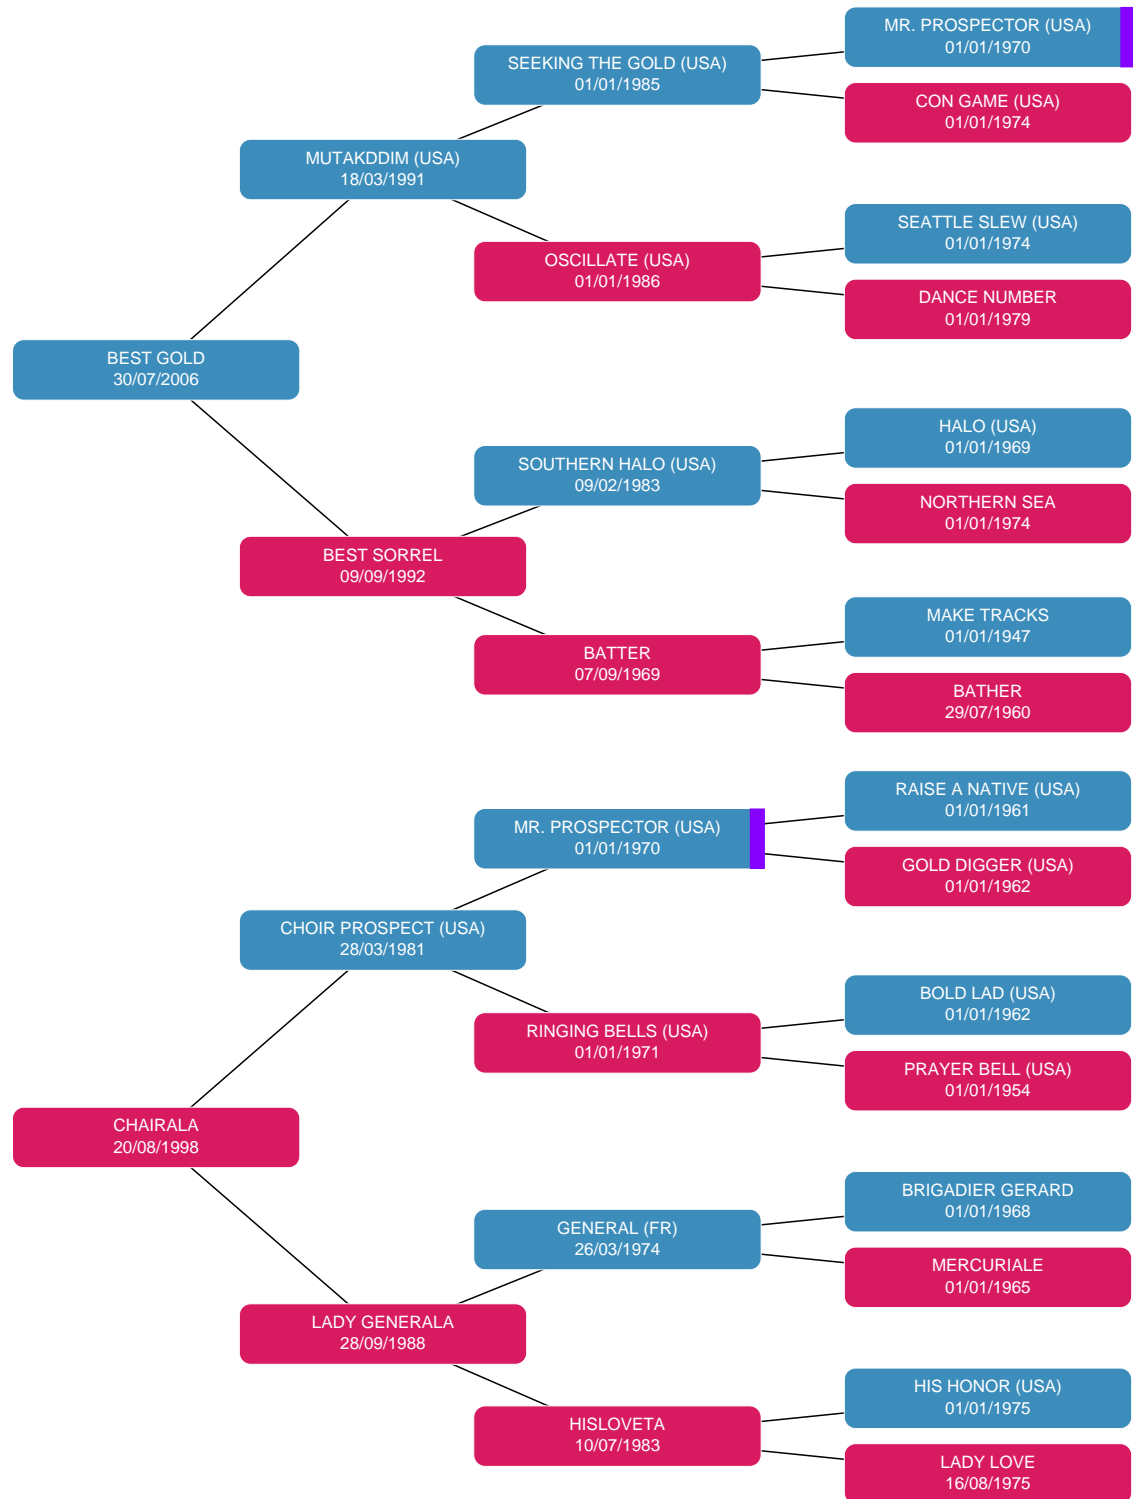 MR. PROSPECTOR (USA)
01/01/1970
SEEKING THE GOLD (USA)
01/01/1985
CON GAME (USA)
01/01/1974
MUTAKDDIM (USA)
18/03/1991
SEATTLE SLEW (USA)
01/01/1974
OSCILLATE (USA)
01/01/1986
DANCE NUMBER
01/01/1979
BEST GOLD
30/07/2006
HALO (USA)
01/01/1969
SOUTHERN HALO (USA)
09/02/1983
NORTHERN SEA
01/01/1974
BEST SORREL
09/09/1992
MAKE TRACKS
01/01/1947
BATTER
07/09/1969
BATHER
29/07/1960
RAISE A NATIVE (USA)
01/01/1961
MR. PROSPECTOR (USA)
01/01/1970
GOLD DIGGER (USA)
01/01/1962
CHOIR PROSPECT (USA)
28/03/1981
BOLD LAD (USA)
01/01/1962
RINGING BELLS (USA)
01/01/1971
PRAYER BELL (USA)
01/01/1954
CHAIRALA
20/08/1998
BRIGADIER GERARD
01/01/1968
GENERAL (FR)
26/03/1974
MERCURIALE
01/01/1965
LADY GENERALA
28/09/1988
HIS HONOR (USA)
01/01/1975
HISLOVETA
10/07/1983
LADY LOVE
16/08/1975